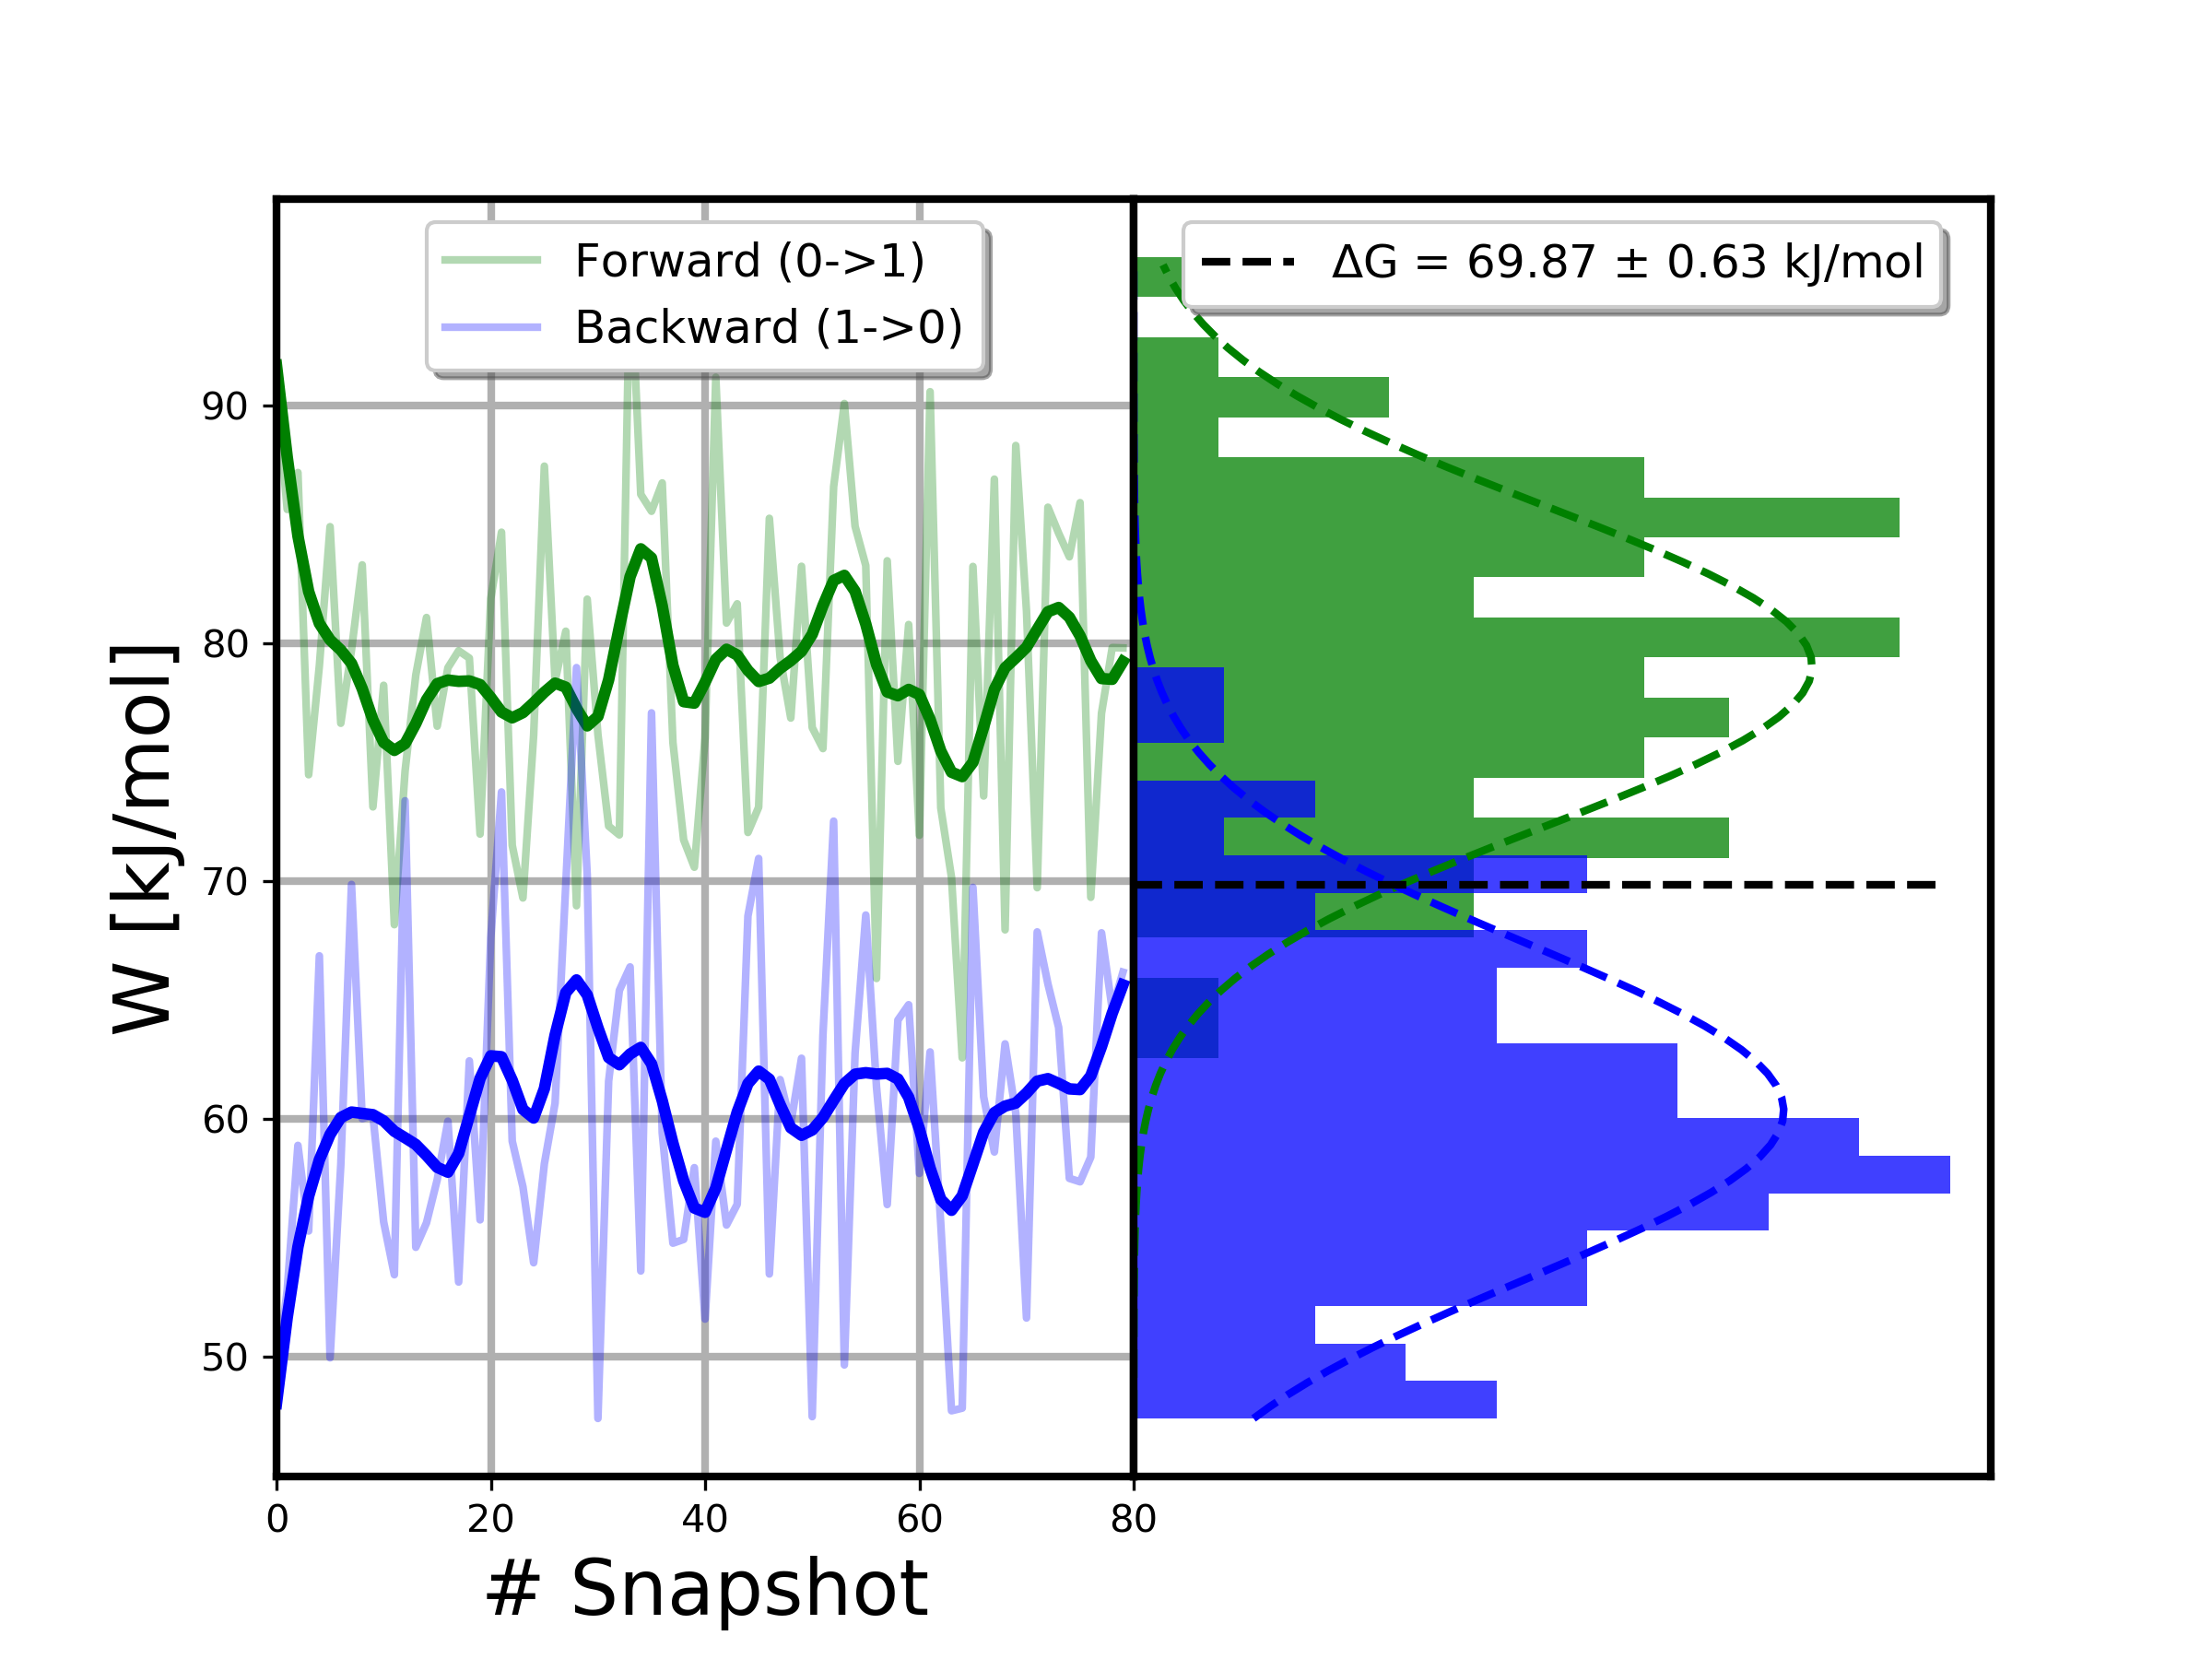 Forward (0->1)
Backward (1->0)
ΔG = 69.87 ± 0.63 kJ/mol
90
80
70
60
50
W [kJ/mol]
0 20 40 60 80
# Snapshot